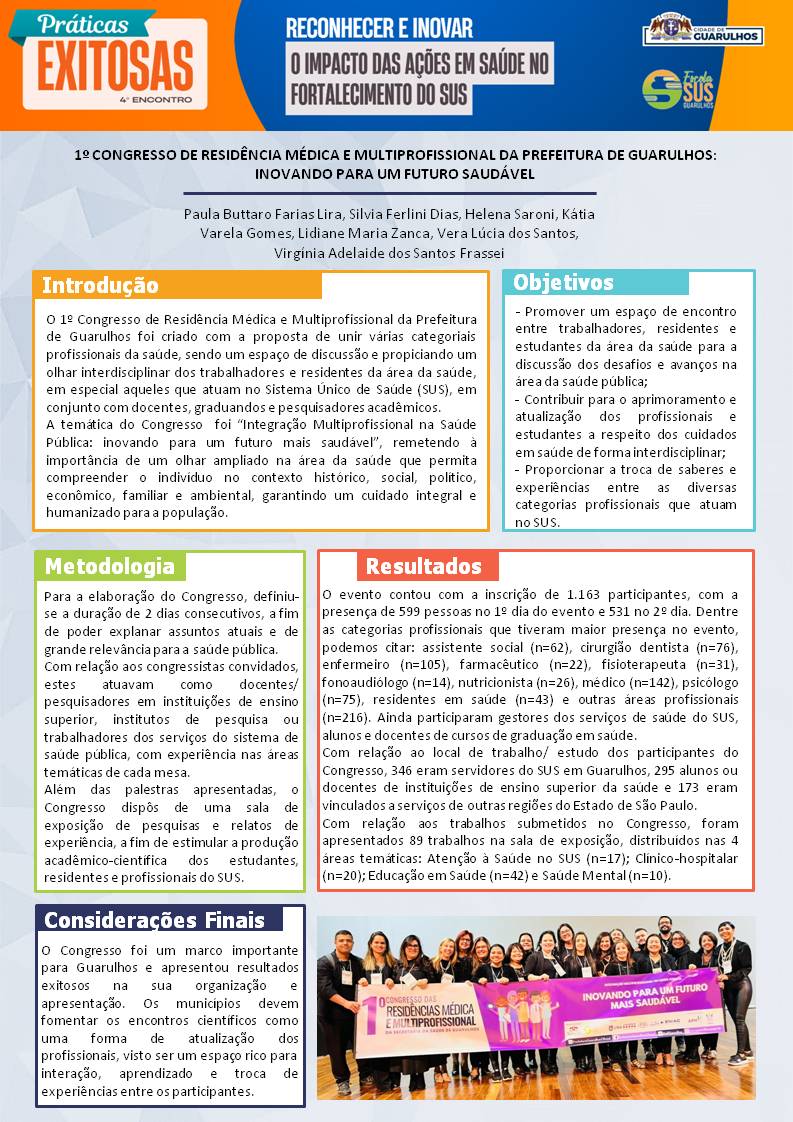 Práticas
EXITOSAS
4º ENCONTRO
RECONHECER E INOVAR
O IMPACTO DAS AÇÕES EM SAÚDE NO
FORTALECIMENTO DO SUS
CIDADE DE
GUARULHOS
Escola
SUS
GUARULHOS
1º CONGRESSO DE RESIDÊNCIA MÉDICA E MULTIPROFISSIONAL DA PREFEITURA DE GUARULHOS:
INOVANDO PARA UM FUTURO SAUDÁVEL
Paula Buttaro Farias Lira, Silvia Ferlini Dias, Helena Saroni, Kátia
Varela Gomes, Lidiane Maria Zanca, Vera Lúcia dos Santos,
Virgínia Adelaide dos Santos Frassei
Introdução
O 1º Congresso de Residência Médica e Multiprofissional da Prefeitura
de Guarulhos foi criado com a proposta de unir várias categoriais
profissionais da saúde, sendo um espaço de discussão e propiciando um
olhar interdisciplinar dos trabalhadores e residentes da área da saúde,
em especial aqueles que atuam no Sistema Único de Saúde (SUS), em
conjunto com docentes, graduandos e pesquisadores acadêmicos.
A temática do Congresso foi “Integração Multiprofissional na Saúde
Pública: inovando para um futuro mais saudável”, remetendo à
importância de um olhar ampliado na área da saúde que permita
compreender o indivíduo no contexto histórico, social, político,
econômico, familiar e ambiental, garantindo um cuidado integral e
humanizado para a população.
Objetivos
- Promover um espaço de encontro
entre trabalhadores, residentes e
estudantes da área da saúde para a
discussão dos desafios e avanços na
área da saúde pública;
- Contribuir para o aprimoramento e
atualização dos profissionais e
estudantes a respeito dos cuidados
em saúde de forma interdisciplinar;
- Proporcionar a troca de saberes e
experiências entre as diversas
categorias profissionais que atuam
no SUS.
Metodologia
Para a elaboração do Congresso, definiu-
se a duração de 2 dias consecutivos, a fim
de poder explanar assuntos atuais e de
grande relevância para a saúde pública.
Com relação aos congressistas convidados,
estes atuavam como docentes/
pesquisadores em instituições de ensino
superior, institutos de pesquisa ou
trabalhadores dos serviços do sistema de
saúde pública, com experiência nas áreas
temáticas de cada mesa.
Além das palestras apresentadas, o
Congresso dispôs de uma sala de
exposição de pesquisas e relatos de
experiência, a fim de estimular a produção
acadêmico-científica dos estudantes,
residentes e profissionais do SUS.
Resultados
O evento contou com a inscrição de 1.163 participantes, com a
presença de 599 pessoas no 1º dia do evento e 531 no 2º dia. Dentre
as categorias profissionais que tiveram maior presença no evento,
podemos citar: assistente social (n=62), cirurgião dentista (n=76),
enfermeiro (n=105), farmacêutico (n=22), fisioterapeuta (n=31),
fonoaudiólogo (n=14), nutricionista (n=26), médico (n=142), psicólogo
(n=75), residentes em saúde (n=43) e outras áreas profissionais
(n=216). Ainda participaram gestores dos serviços de saúde do SUS,
alunos e docentes de cursos de graduação em saúde.
Com relação ao local de trabalho/ estudo dos participantes do
Congresso, 346 eram servidores do SUS em Guarulhos, 295 alunos ou
docentes de instituições de ensino superior da saúde e 173 eram
vinculados a serviços de outras regiões do Estado de São Paulo.
Com relação aos trabalhos submetidos no Congresso, foram
apresentados 89 trabalhos na sala de exposição, distribuídos nas 4
áreas temáticas: Atenção à Saúde no SUS (n=17); Clínico-hospitalar
(n=20); Educação em Saúde (n=42) e Saúde Mental (n=10).
Considerações Finais
O Congresso foi um marco importante
para Guarulhos e apresentou resultados
exitosos na sua organização e
apresentação. Os municípios devem
fomentar os encontros científicos como
uma forma de atualização dos
profissionais, visto ser um espaço rico para
interação, aprendizado e troca de
experiências entre os participantes.
1º CONGRESSO DAS
RESIDÊNCIAS MÉDICA
E MULTIPROFISSIONAL
DA SECRETARIA DA SAÚDE DE GUARULHOS
INOVANDO PARA UM FUTURO
MAIS SAUDÁVEL